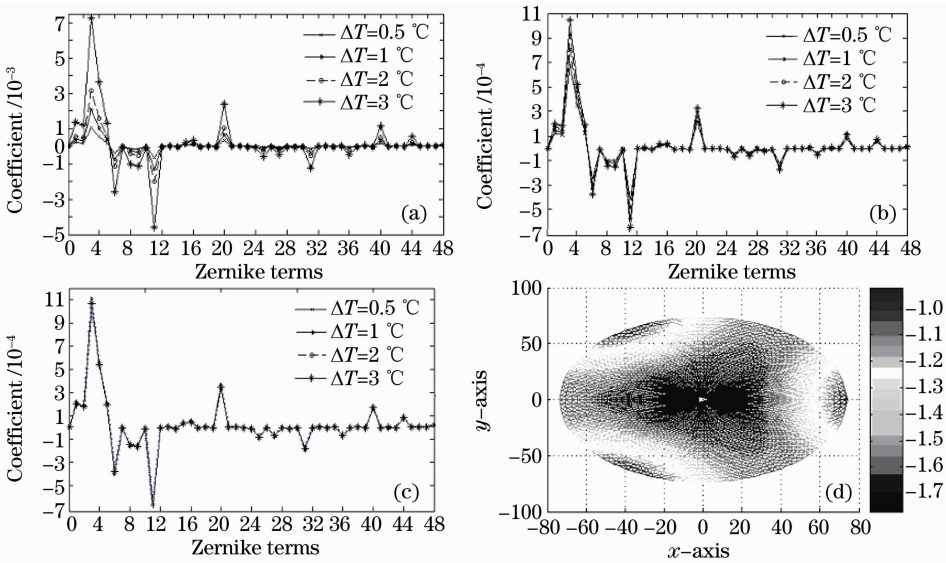 7
5
3
1
0
-1
-3
-5
Coefficient /10⁻³
ΔT=0.5 ℃
ΔT=1 ℃
ΔT=2 ℃
ΔT=3 ℃
(a)
0 4 8 12 16 20 24 28 32 36 40 44 48
Zernike terms
11
9
7
5
3
1
-1
-3
-5
-7
Coefficient /10⁻⁴
ΔT=0.5 ℃
ΔT=1 ℃
ΔT=2 ℃
ΔT=3 ℃
(b)
0 4 8 12 16 20 24 28 32 36 40 44 48
Zernike terms
11
9
7
5
3
1
-1
-3
-5
-7
Coefficient /10⁻⁴
ΔT=0.5 ℃
ΔT=1 ℃
ΔT=2 ℃
ΔT=3 ℃
(c)
0 4 8 12 16 20 24 28 32 36 40 44 48
Zernike terms
100
50
0
-50
-100
y-axis
(d)
-80 -60 -40 -20 0 20 40 60 80
x-axis
-1.0
-1.1
-1.2
-1.3
-1.4
-1.5
-1.6
-1.7